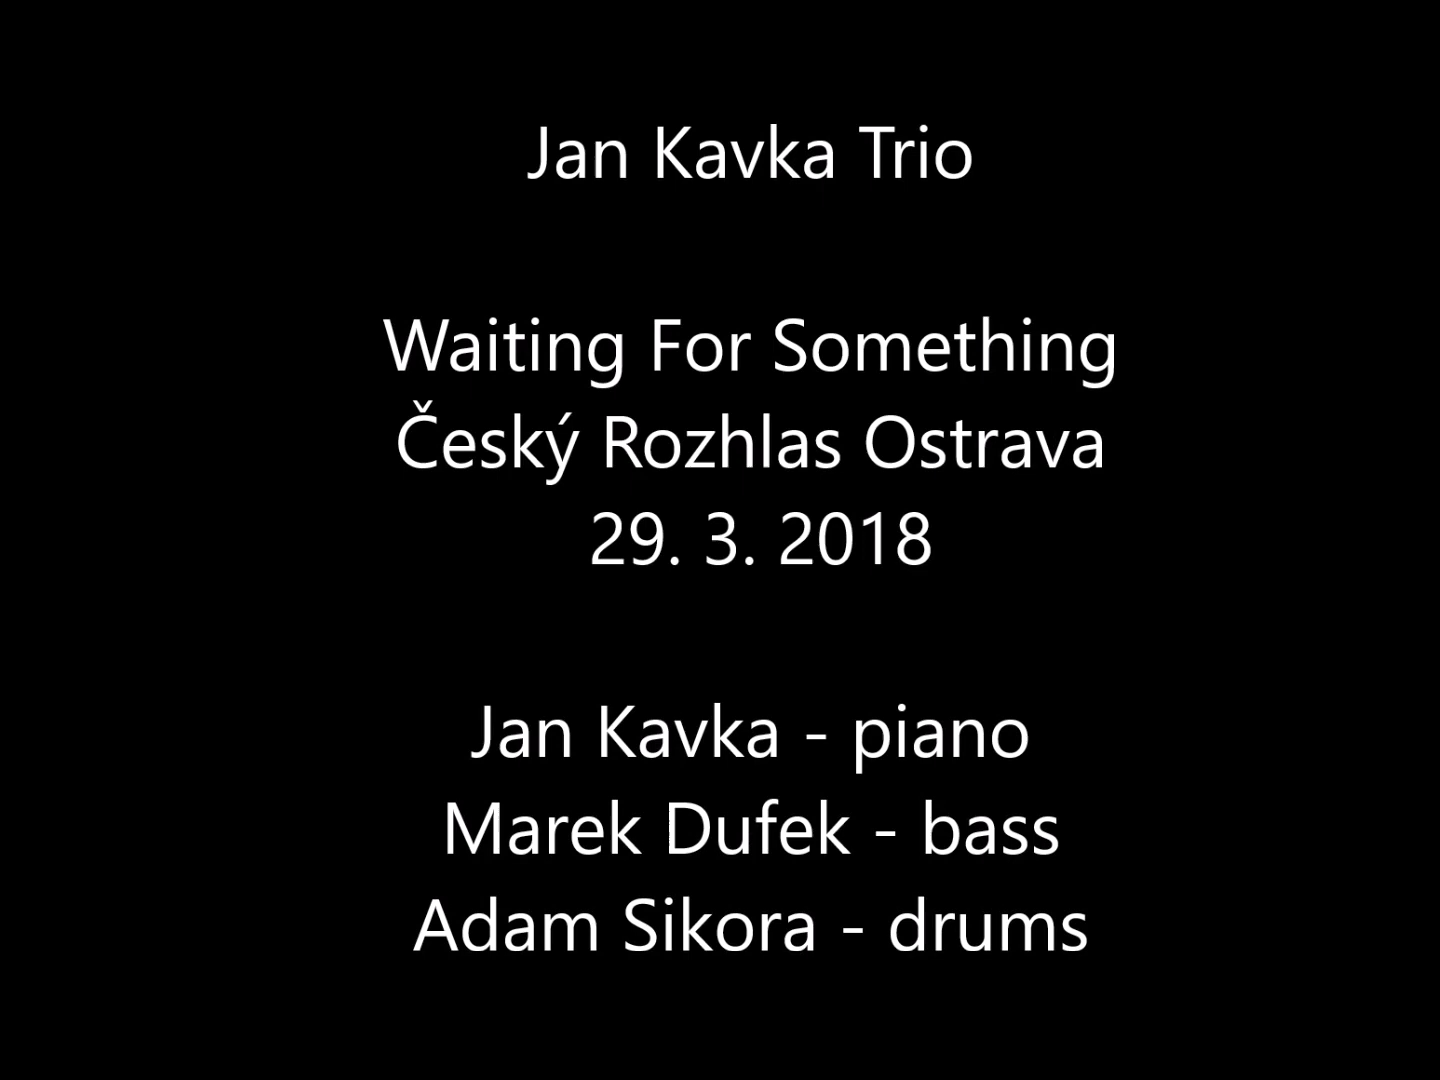 Jan Kavka Trio
Waiting For Something
Český Rozhlas Ostrava
29. 3. 2018
Jan Kavka - piano
Marek Dufek - bass
Adam Sikora - drums